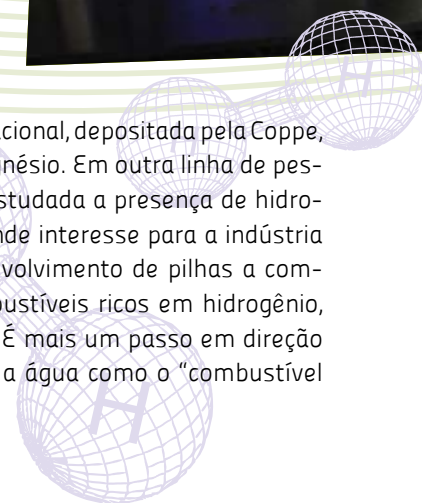 H
cional, depositada pela Coppe,
nésio. Em outra linha de pes-
studada a presença de hidro-
nde interesse para a indústria
volvimento de pilhas a com-
bustíveis ricos em hidrogênio,
É mais um passo em direção
a água como o “combustível
H